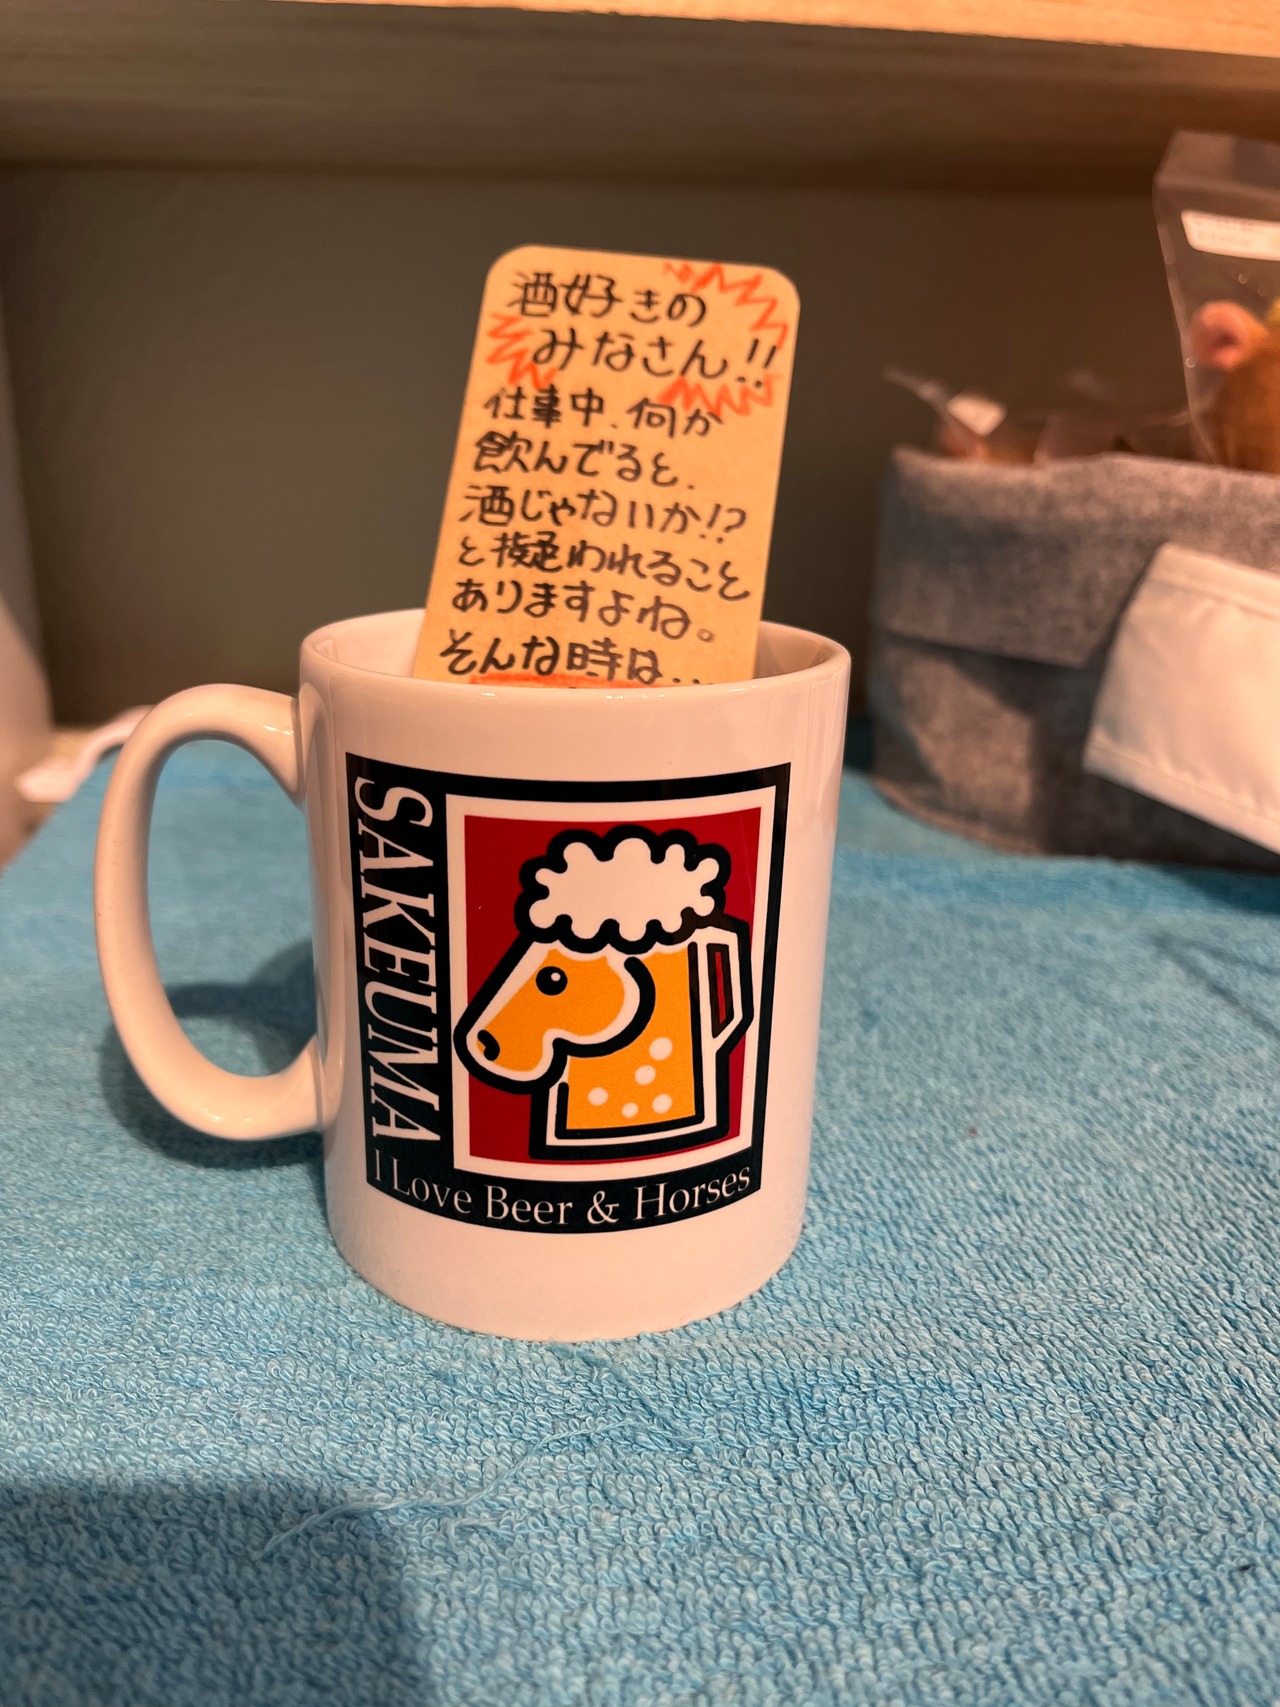 酒好きの
みなさん!!
仕事中、何か
飲んでると、
酒じゃないか!?
と疑われること
ありますよね。
そんな時は...
SAKEUMA
I Love Beer & Horses